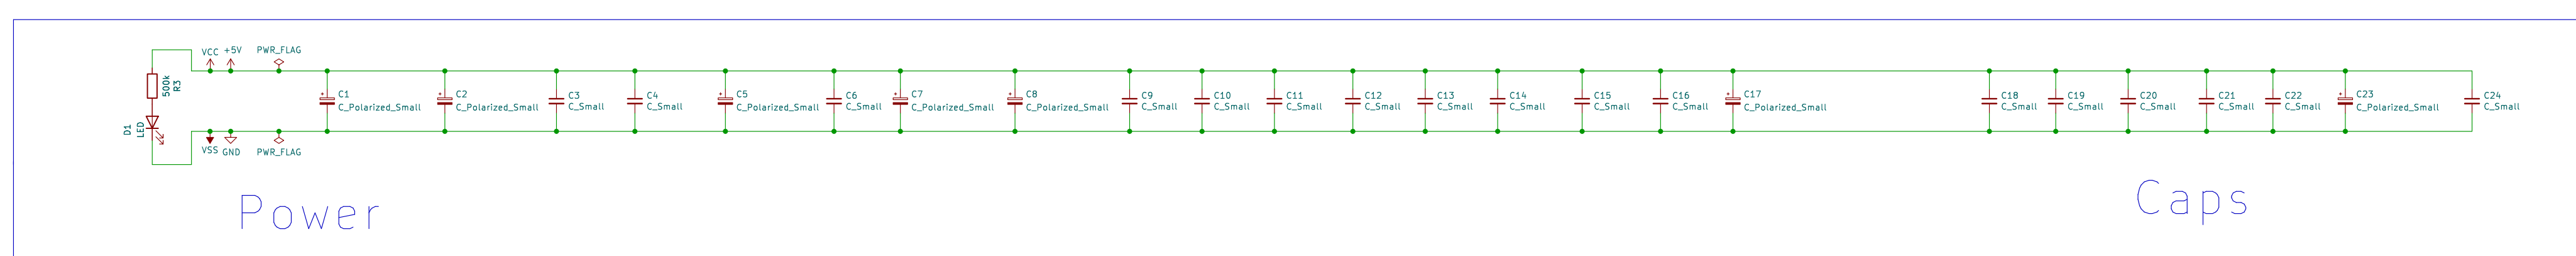 VCC +5V PWR_FLAG
500k
R3
D1
LED
VSS GND PWR_FLAG
C1
C_Polarized_Small
C2
C_Polarized_Small
C3
C_Small
C4
C_Small
C5
C_Polarized_Small
C6
C_Small
C7
C_Polarized_Small
C8
C_Polarized_Small
C9
C_Small
C10
C_Small
C11
C_Small
C12
C_Small
C13
C_Small
C14
C_Small
C15
C_Small
C16
C_Small
C17
C_Polarized_Small
C18
C_Small
C19
C_Small
C20
C_Small
C21
C_Small
C22
C_Small
C23
C_Polarized_Small
C24
C_Small
Power
Caps